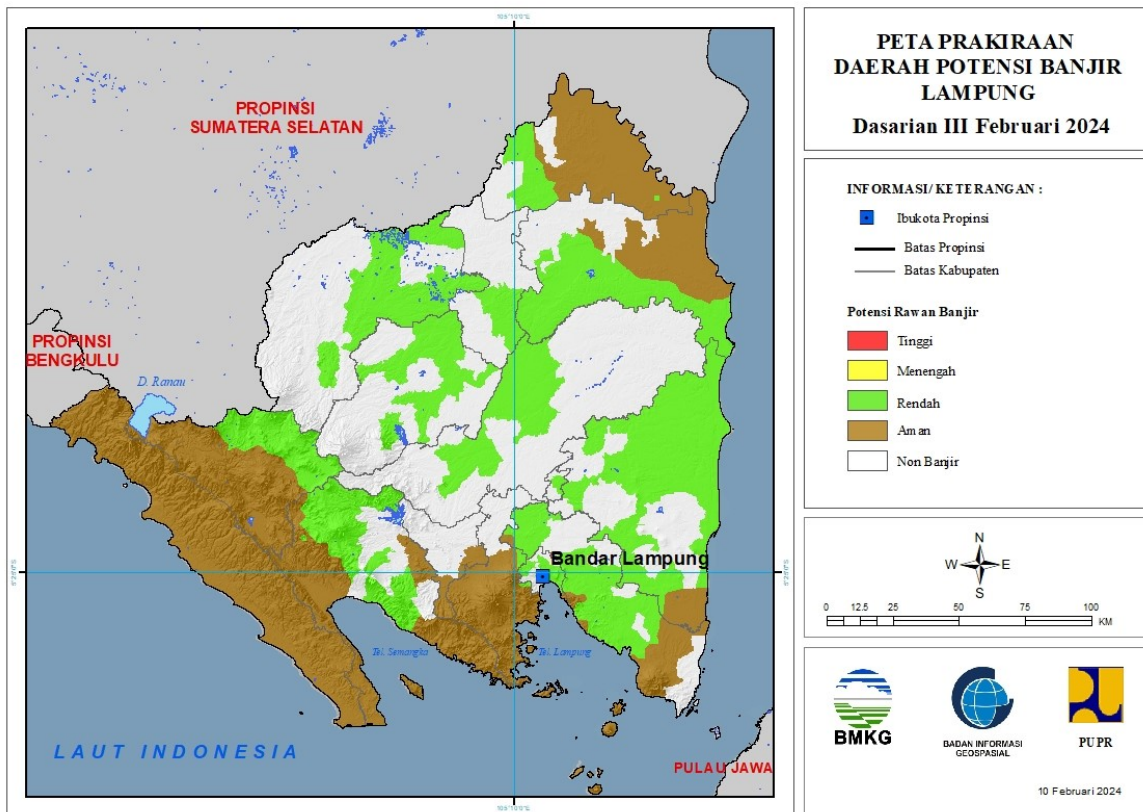 PETA PRAKIRAAN
DAERAH POTENSI BANJIR
LAMPUNG
Dasarian III Februari 2024
INFORMASI/ KETERANGAN :
Ibukota Propinsi
Batas Propinsi
Batas Kabupaten
Potensi Rawan Banjir
Tinggi
Menengah
Rendah
Aman
Non Banjir
N
W
E
S
0 12.5 25 50 75 100
KM
BMKG
BADAN INFORMASI
GEOSPASIAL
PUPR
10 Februari 2024
PROPINSI
SUMATERA SELATAN
PROPINSI
BENGKULU
D. Ranau
Bandar Lampung
Tel. Semangka
Tel. Lampung
LAUT INDONESIA
PULAU JAWA